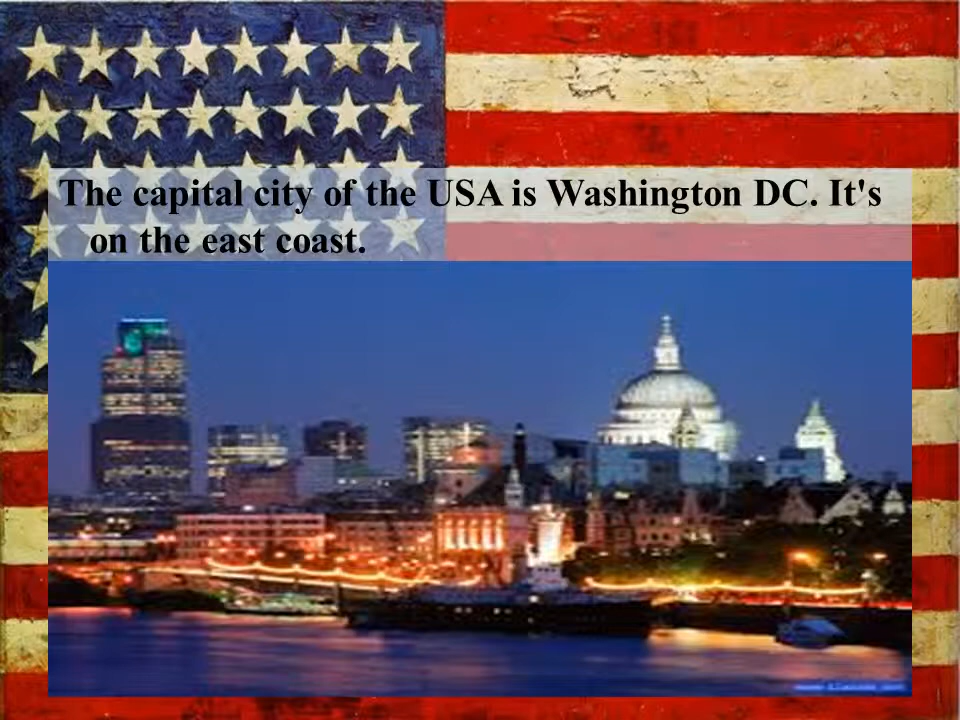 The capital city of the USA is Washington DC. It's
on the east coast.